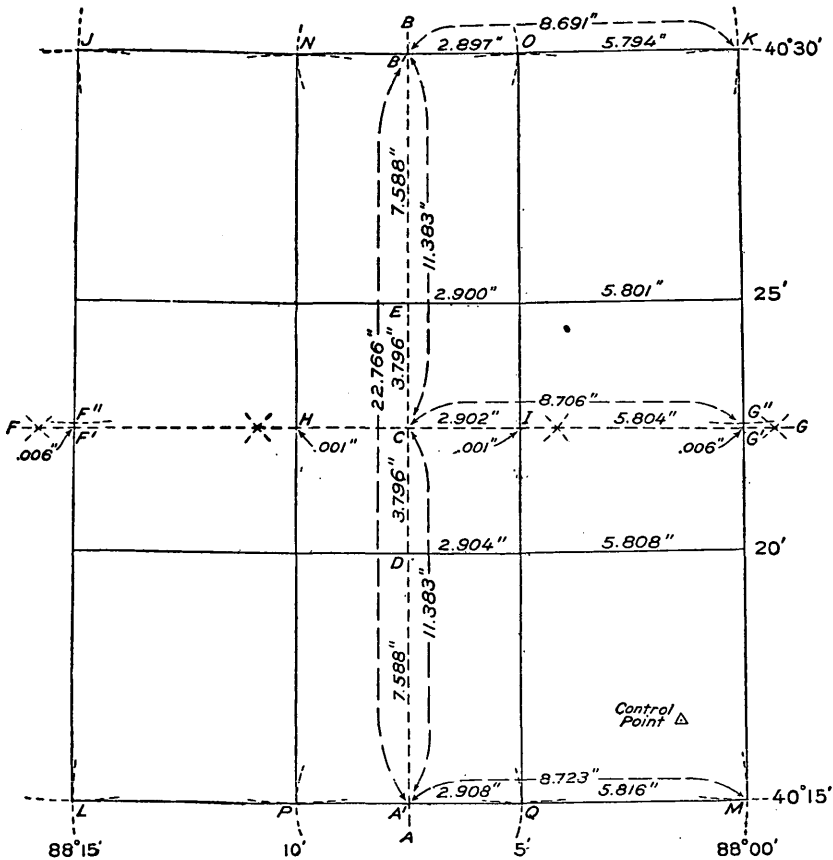 J N B 8.691" K
2.897" O 5.794" 40°30'
B'
7.588"
11.383"
2.900" 5.801" 25'
E
22.766"
3.796"
8.706"
F F" H 2.902" I 5.804" G" G
F' C G'
.006" .001" .001" .006"
3.796"
2.904" 5.808" 20'
D
11.383"
7.588"
Control
Point
8.723"
2.908" 5.816" 40°15'
L P A' Q M
A
88°15' 10' 5' 88°00'